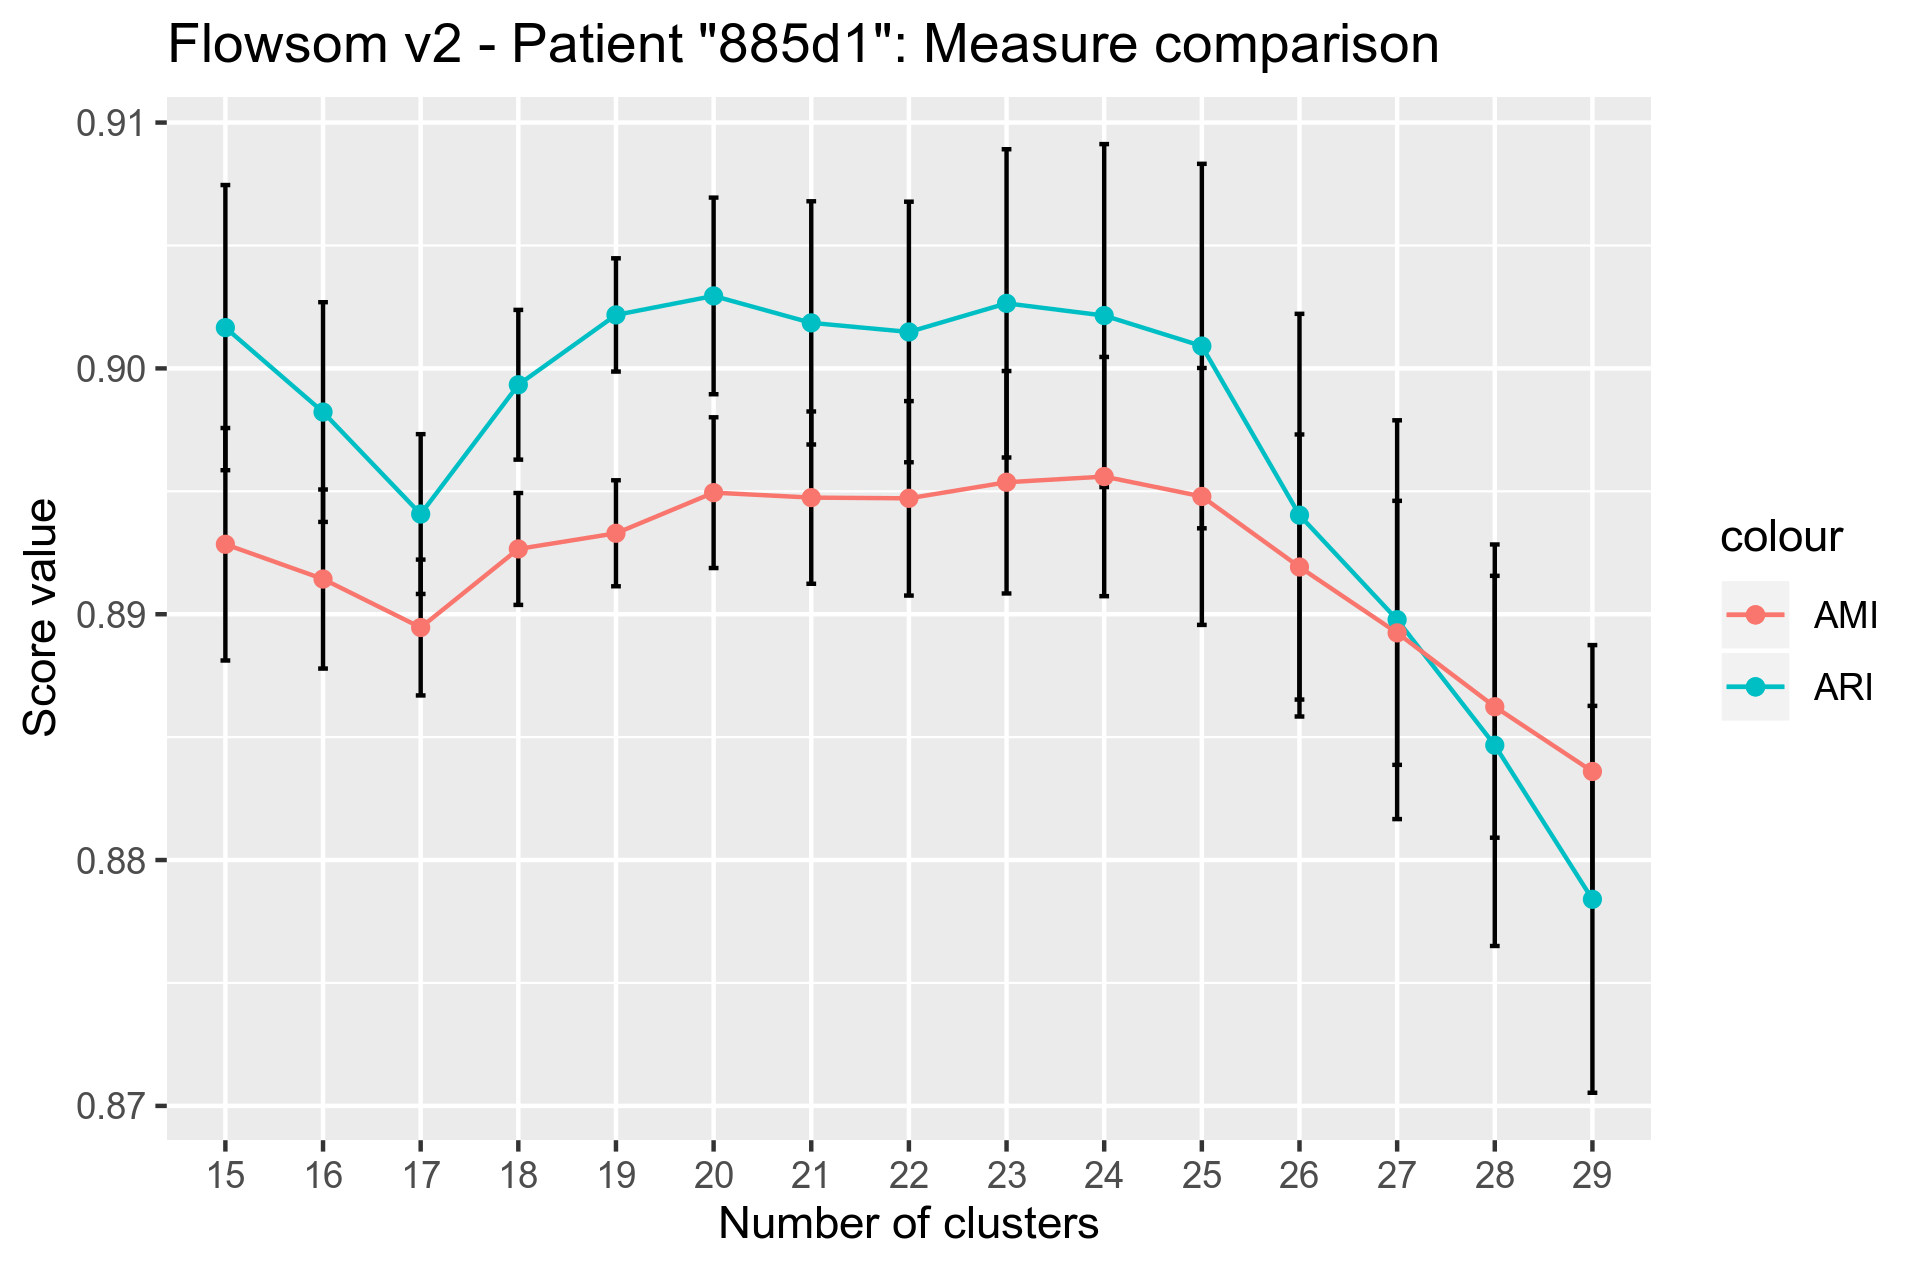 Flowsom v2 - Patient "885d1": Measure comparison
0.91
0.90
0.89
0.88
0.87
Score value
15 16 17 18 19 20 21 22 23 24 25 26 27 28 29
Number of clusters
colour
AMI
ARI